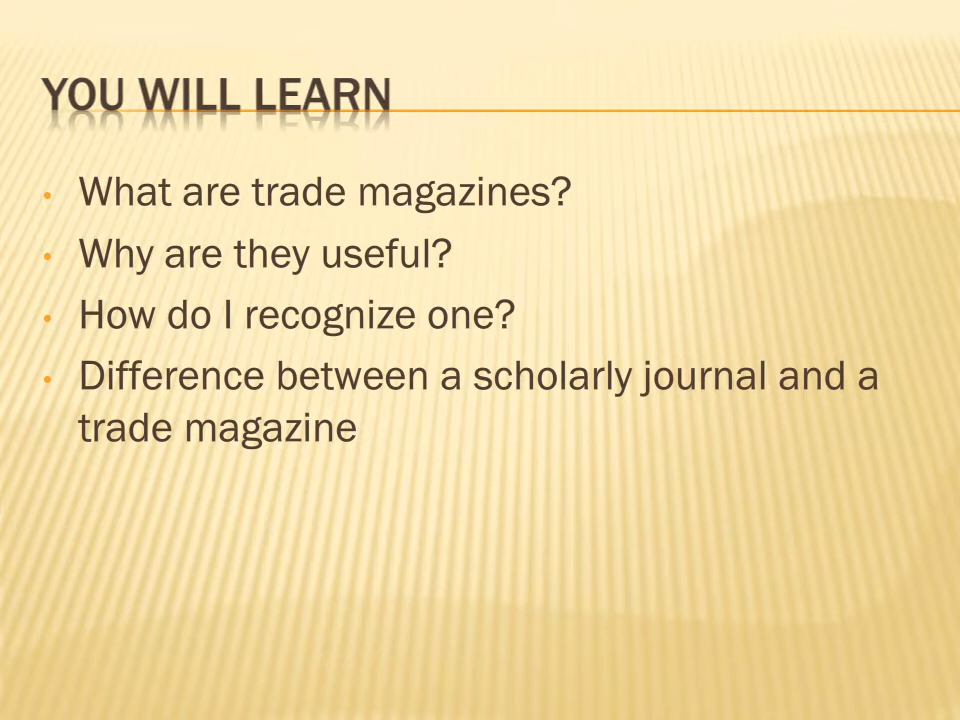 YOU WILL LEARN
• What are trade magazines?
• Why are they useful?
• How do I recognize one?
• Difference between a scholarly journal and a
trade magazine